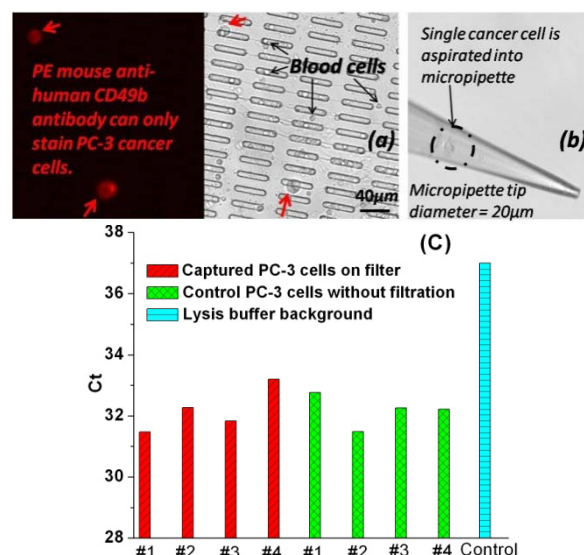 PE mouse anti-
human CD49b
antibody can only
stain PC-3 cancer
cells.
Blood cells
(a)
40μm
Single cancer cell is
aspirated into
micropipette
(b)
Micropipette tip
diameter = 20μm
(C)
Captured PC-3 cells on filter
Control PC-3 cells without filtration
Lysis buffer background
Ct
38
36
34
32
30
28
#1 #2 #3 #4 #1 #2 #3 #4 Control